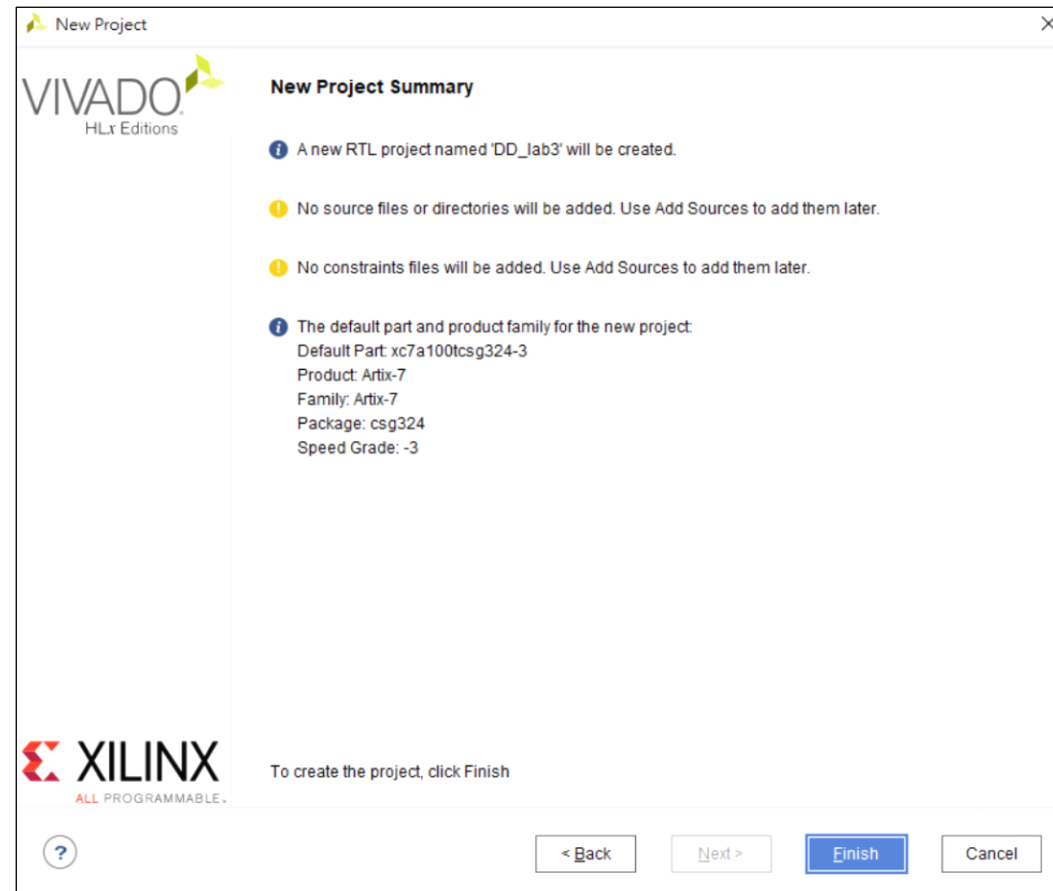 New Project
VIVADO
HLx Editions
New Project Summary
A new RTL project named 'DD_lab3' will be created.
No source files or directories will be added. Use Add Sources to add them later.
No constraints files will be added. Use Add Sources to add them later.
The default part and product family for the new project:
Default Part: xc7a100tcsg324-3
Product: Artix-7
Family: Artix-7
Package: csg324
Speed Grade: -3
XILINX
ALL PROGRAMMABLE™
To create the project, click Finish
?
< Back
Next >
Finish
Cancel